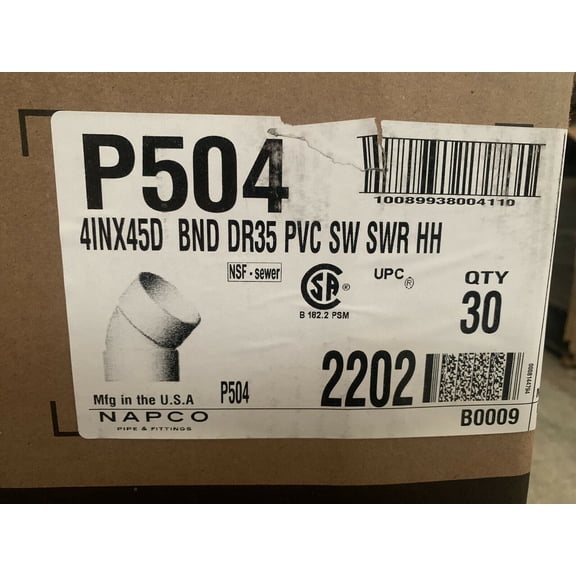 P504
10089938004110
4INX45D BND DR35 PVC SW SWR HH
NSF - sewer
SA ®
B 182.2 PSM
UPC ®
QTY
30
Mfg in the U.S.A
P504
2202
NAPCO
PIPE & FITTINGS
B0009